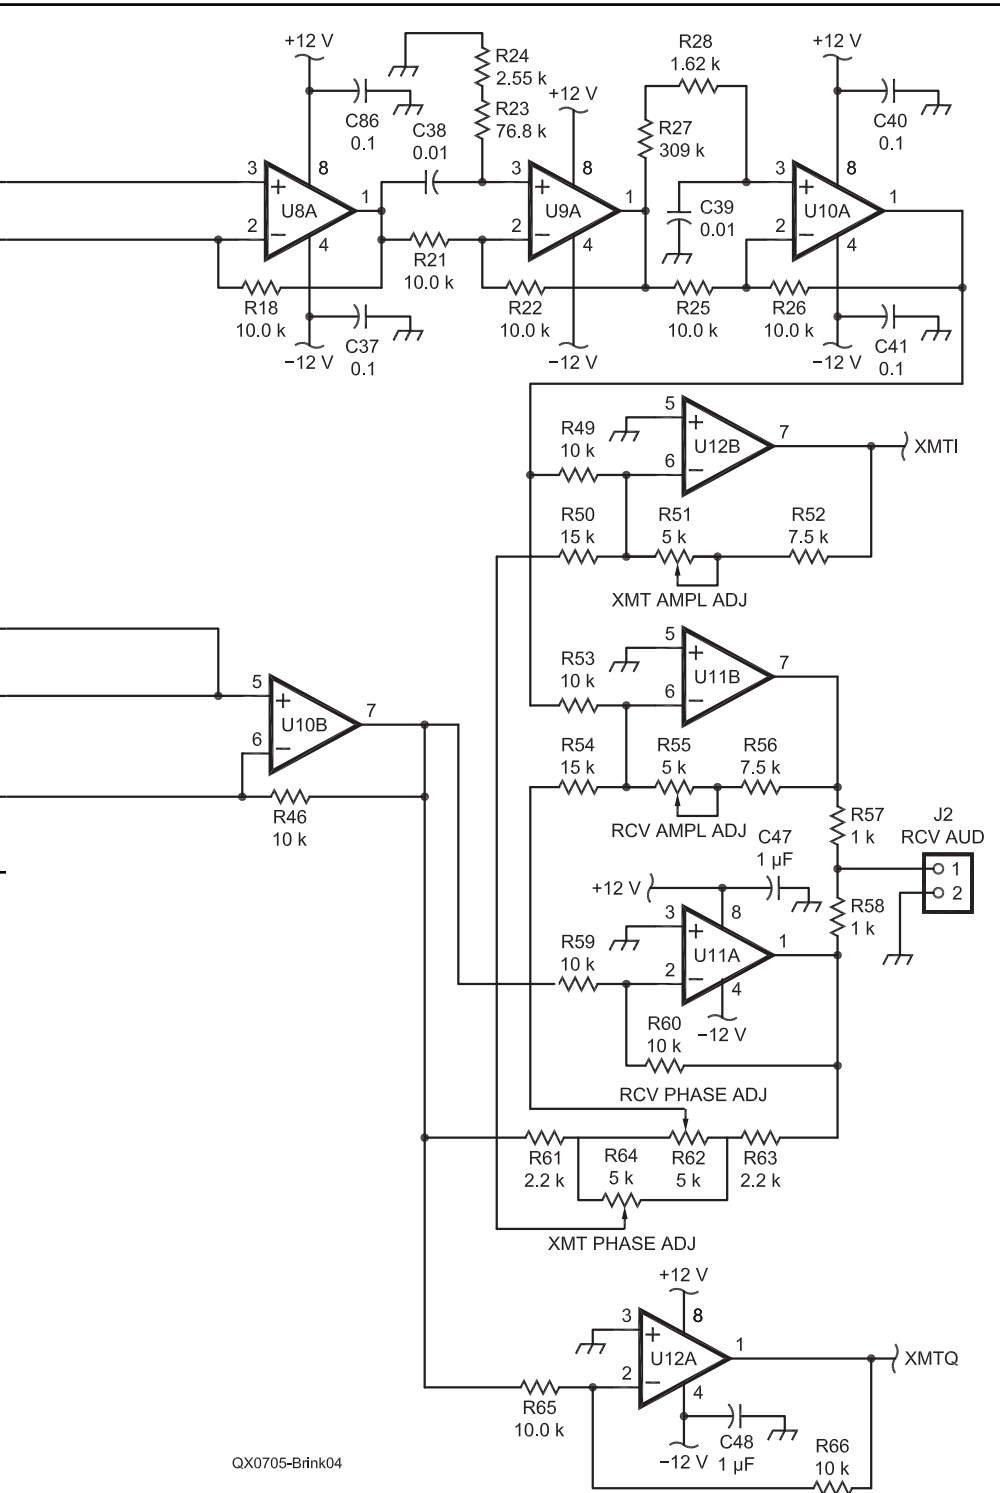 +12 V
C86
0.1
3
2
8
1
4
U8A
R18
10.0 k
−12 V
C37
0.1
R24
2.55 k
R23
76.8 k
C38
0.01
R21
10.0 k
+12 V
3
2
8
1
4
U9A
R22
10.0 k
−12 V
R28
1.62 k
R27
309 k
C39
0.01
R25
10.0 k
+12 V
C40
0.1
3
2
8
1
4
U10A
R26
10.0 k
−12 V
C41
0.1
R49
10 k
5
6
7
U12B
XMTI
R50
15 k
R51
5 k
R52
7.5 k
XMT AMPL ADJ
R53
10 k
5
6
7
U11B
R54
15 k
R55
5 k
R56
7.5 k
RCV AMPL ADJ
5
6
7
U10B
R46
10 k
R57
1 k
J2
RCV AUD
1
2
R58
1 k
C47
1 µF
+12 V
3
2
8
1
4
U11A
R59
10 k
−12 V
R60
10 k
RCV PHASE ADJ
R61
2.2 k
R64
5 k
R62
5 k
R63
2.2 k
XMT PHASE ADJ
+12 V
3
2
8
1
4
U12A
XMTQ
R65
10.0 k
−12 V
C48
1 µF
R66
10 k
QX0705-Brink04